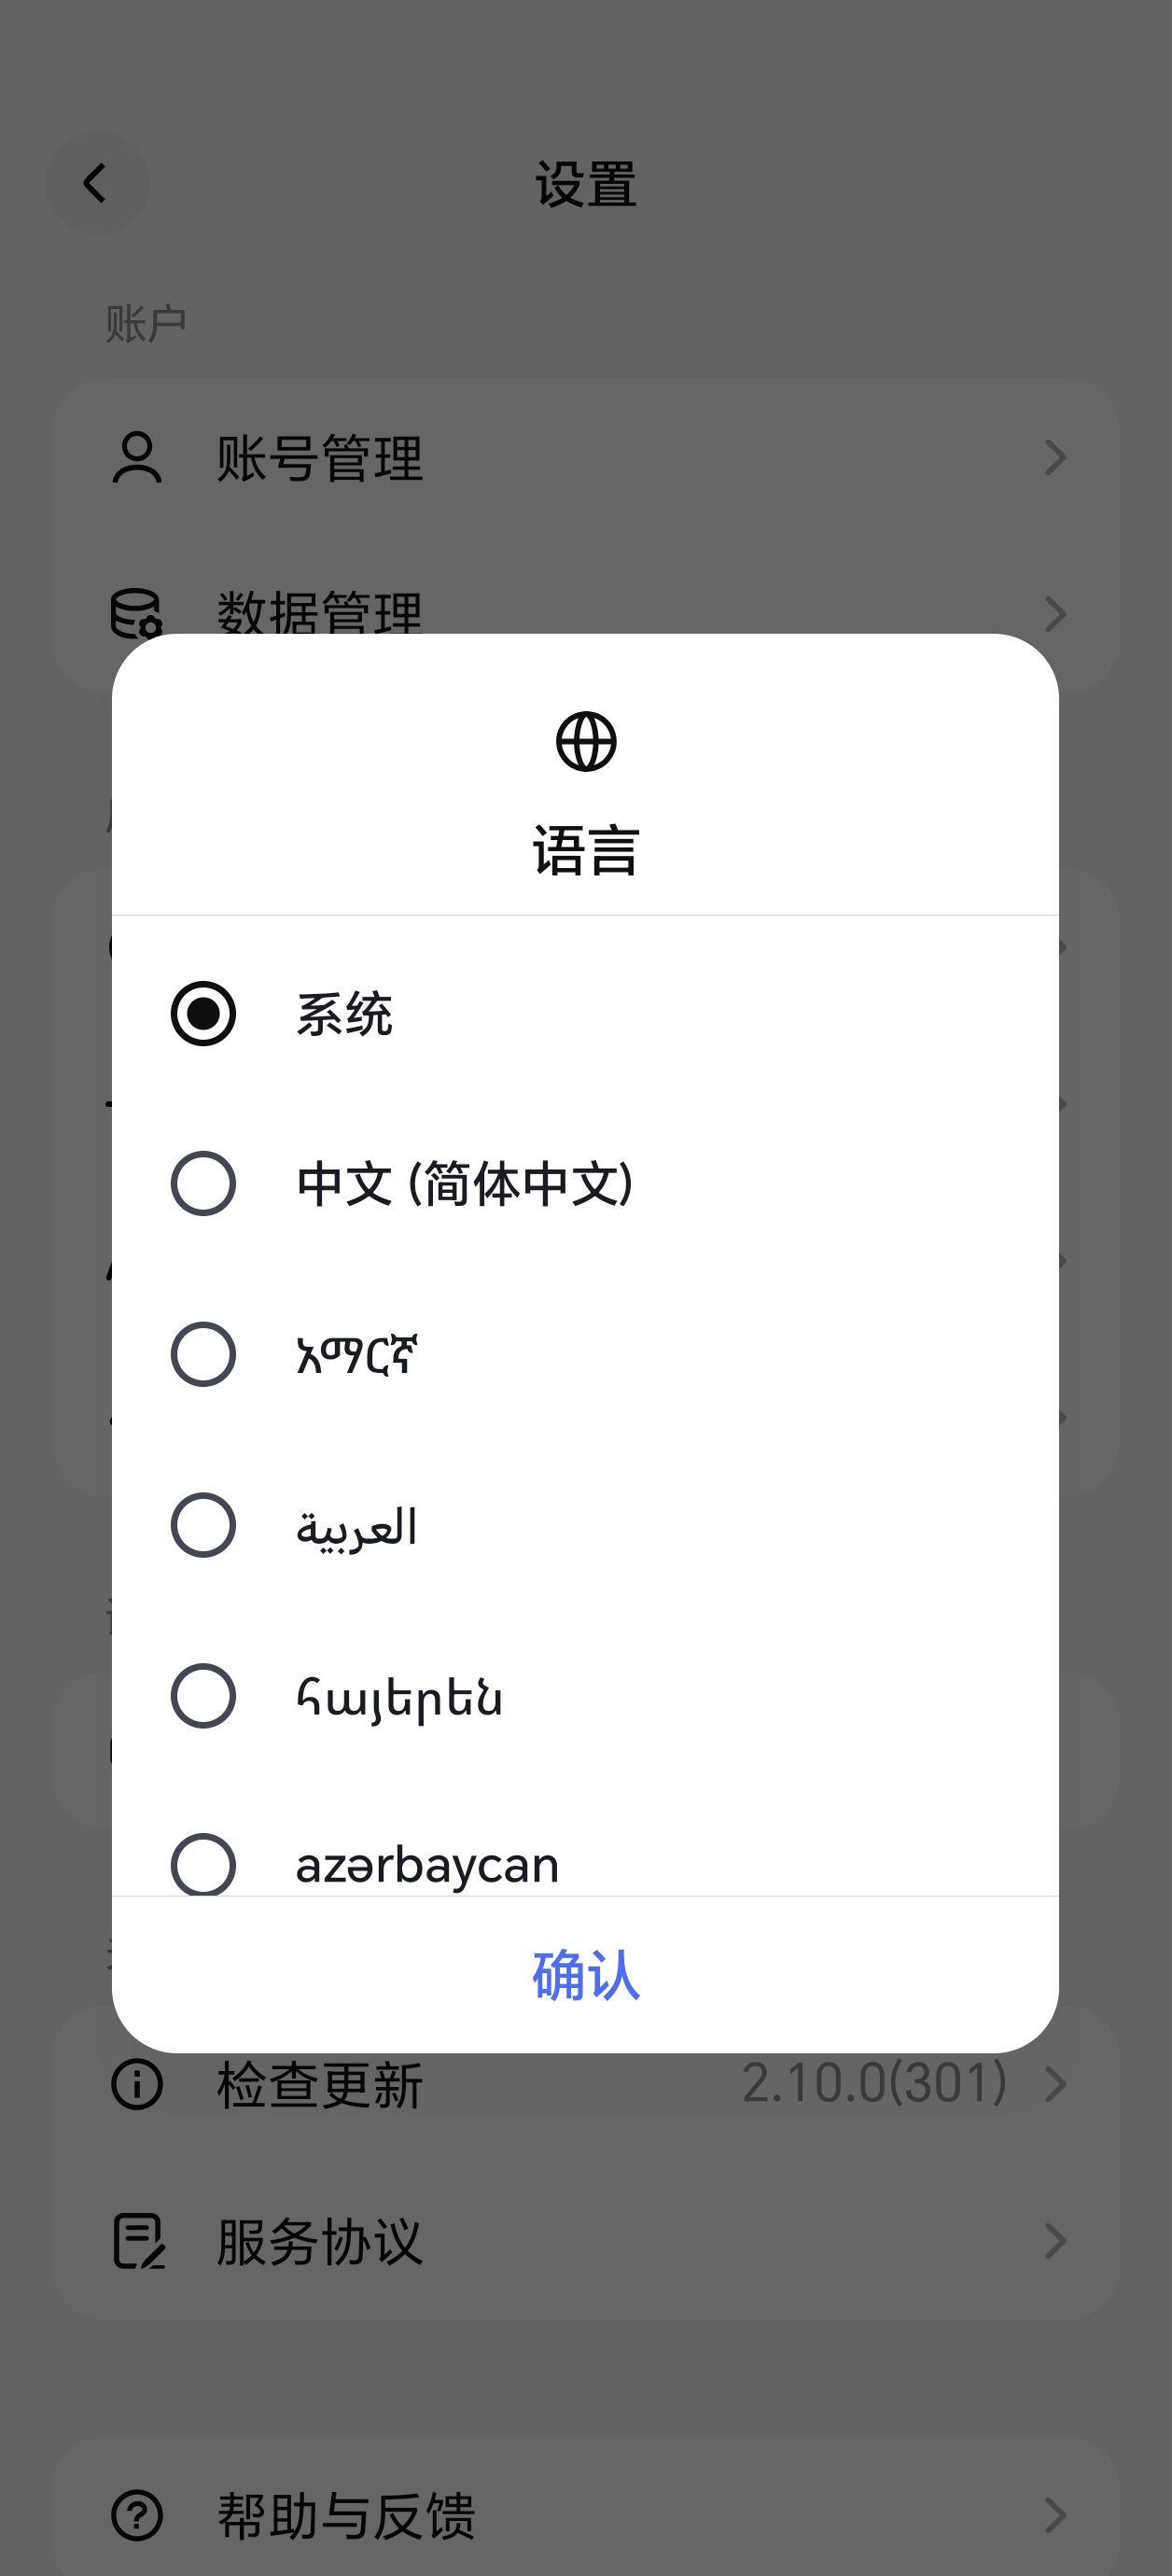 设置
账户
账号管理
数据管理
语言
系统
中文 (简体中文)
አማርኛ
العربية
հայերեն
azərbaycan
确认
检查更新 2.10.0(301)
服务协议
帮助与反馈